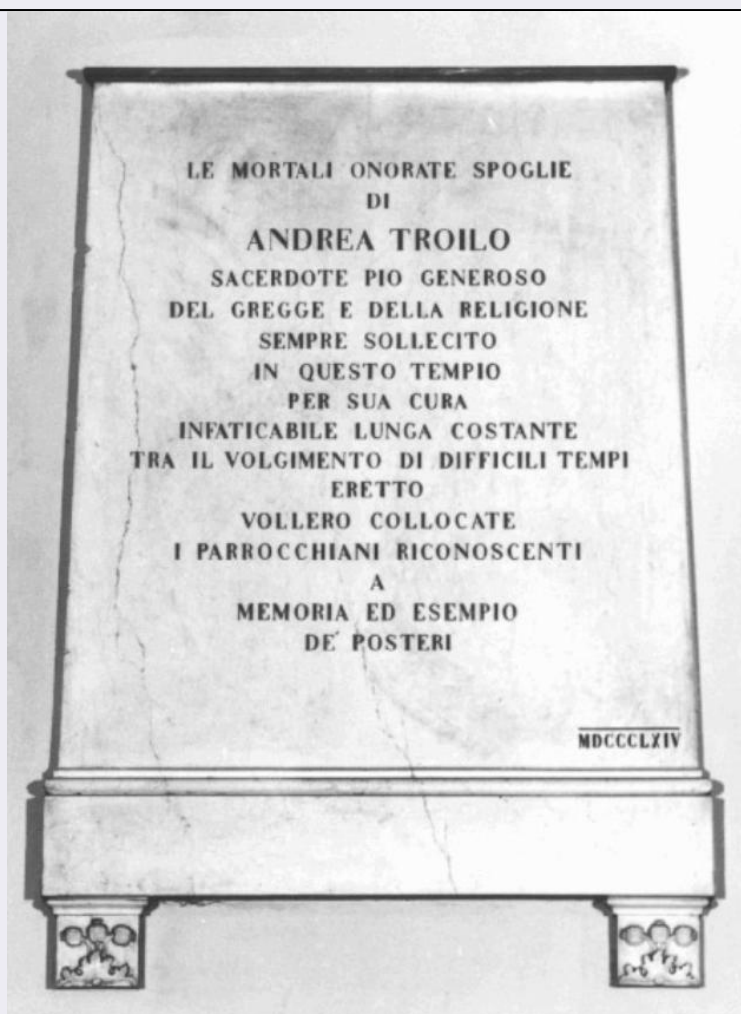 LE MORTALI ONORATE SPOGLIE
DI
ANDREA TROILO
SACERDOTE PIO GENEROSO
DEL GREGGE E DELLA RELIGIONE
SEMPRE SOLLECITO
IN QUESTO TEMPIO
PER SUA CURA
INFATICABILE LUNGA COSTANTE
TRA IL VOLGIMENTO DI DIFFICILI TEMPI
ERETTO
VOLLERO COLLOCATE
I PARROCCHIANI RICONOSCENTI
A
MEMORIA ED ESEMPIO
DE' POSTERI
MDCCCLXIV